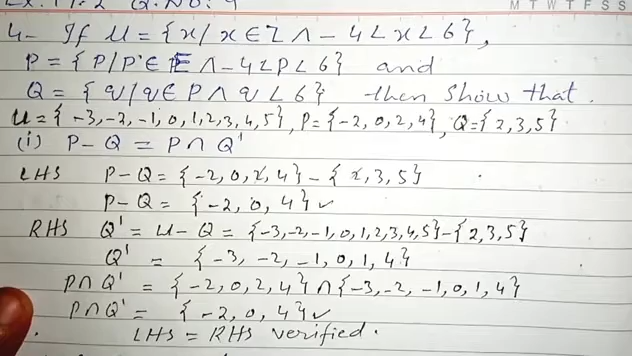 Ex. 17.2 Q.No. 4
M T W T F S S
4- If U = {x/x∈Z ∧ -4<x<6},
P = {P/P∈E ∧ -4<P<6} and
Q = {q/q∈P ∧ q<6} then show that.
U = {-3,-2,-1,0,1,2,3,4,5}, P={-2,0,2,4}, Q={2,3,5}
(i) P-Q = P∩Q'
LHS P-Q = {-2,0,2,4} - {2,3,5}
P-Q = {-2,0,4}✓
RHS Q' = U-Q = {-3,-2,-1,0,1,2,3,4,5}-{2,3,5}
Q' = {-3,-2,-1,0,1,4}
P∩Q' = {-2,0,2,4}∩{-3,-2,-1,0,1,4}
P∩Q' = {-2,0,4}✓
LHS = RHS verified.